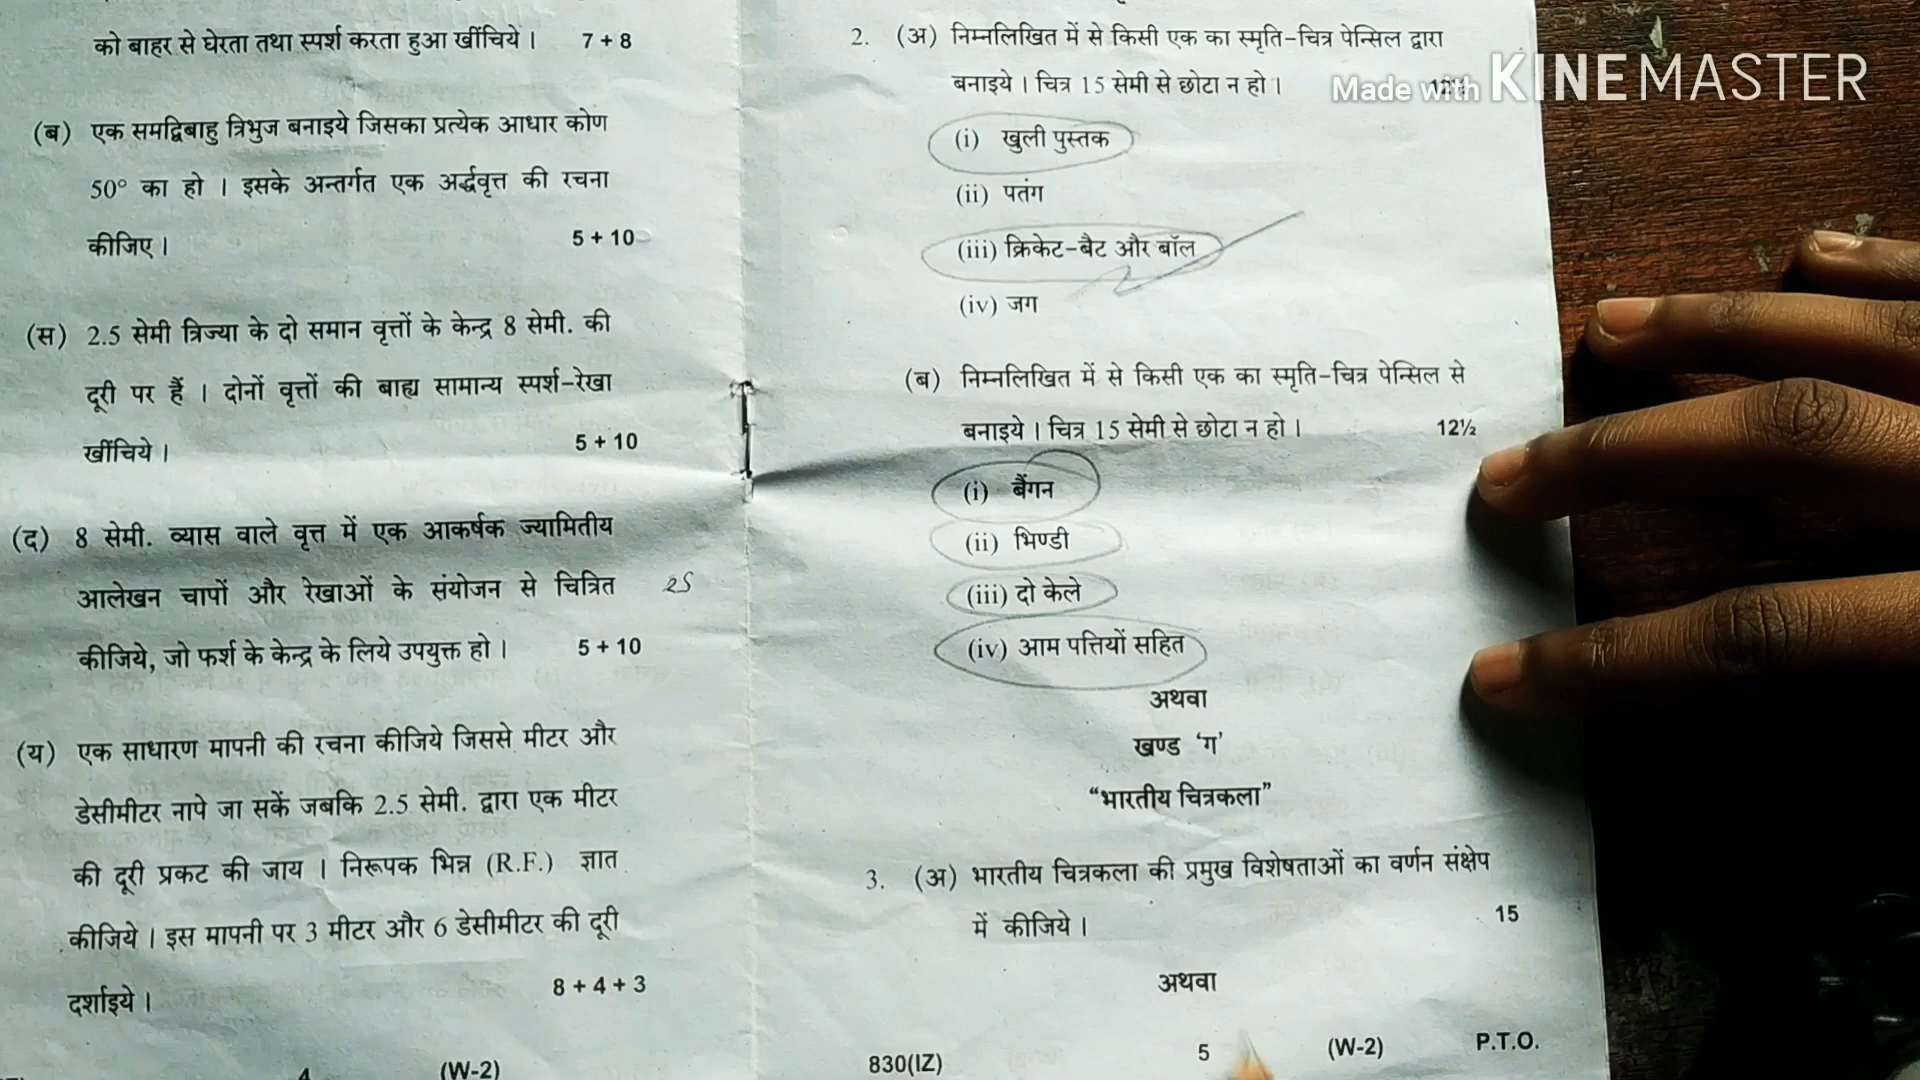 को बाहर से घेरता तथा स्पर्श करता हुआ खींचिये। 7 + 8
(ब) एक समद्विबाहु त्रिभुज बनाइये जिसका प्रत्येक आधार कोण
50° का हो । इसके अन्तर्गत एक अर्द्धवृत्त की रचना
कीजिए। 5 + 10
(स) 2.5 सेमी त्रिज्या के दो समान वृत्तों के केन्द्र 8 सेमी. की
दूरी पर हैं । दोनों वृत्तों की बाह्य सामान्य स्पर्श-रेखा
खींचिये। 5 + 10
(द) 8 सेमी. व्यास वाले वृत्त में एक आकर्षक ज्यामितीय
आलेखन चापों और रेखाओं के संयोजन से चित्रित 25
कीजिये, जो फर्श के केन्द्र के लिये उपयुक्त हो। 5 + 10
(य) एक साधारण मापनी की रचना कीजिये जिससे मीटर और
डेसीमीटर नापे जा सकें जबकि 2.5 सेमी. द्वारा एक मीटर
की दूरी प्रकट की जाय । निरूपक भिन्न (R.F.) ज्ञात
कीजिये। इस मापनी पर 3 मीटर और 6 डेसीमीटर की दूरी
दर्शाइये। 8 + 4 + 3
4 (W-2)
2. (अ) निम्नलिखित में से किसी एक का स्मृति-चित्र पेन्सिल द्वारा
बनाइये। चित्र 15 सेमी से छोटा न हो।
Made with KINEMASTER
(i) खुली पुस्तक
(ii) पतंग
(iii) क्रिकेट-बैट और बॉल
(iv) जग
(ब) निम्नलिखित में से किसी एक का स्मृति-चित्र पेन्सिल से
बनाइये। चित्र 15 सेमी से छोटा न हो। 12½
(i) बैंगन
(ii) भिण्डी
(iii) दो केले
(iv) आम पत्तियों सहित
अथवा
खण्ड 'ग'
“भारतीय चित्रकला”
3. (अ) भारतीय चित्रकला की प्रमुख विशेषताओं का वर्णन संक्षेप
में कीजिये। 15
अथवा
830(IZ) 5 (W-2) P.T.O.